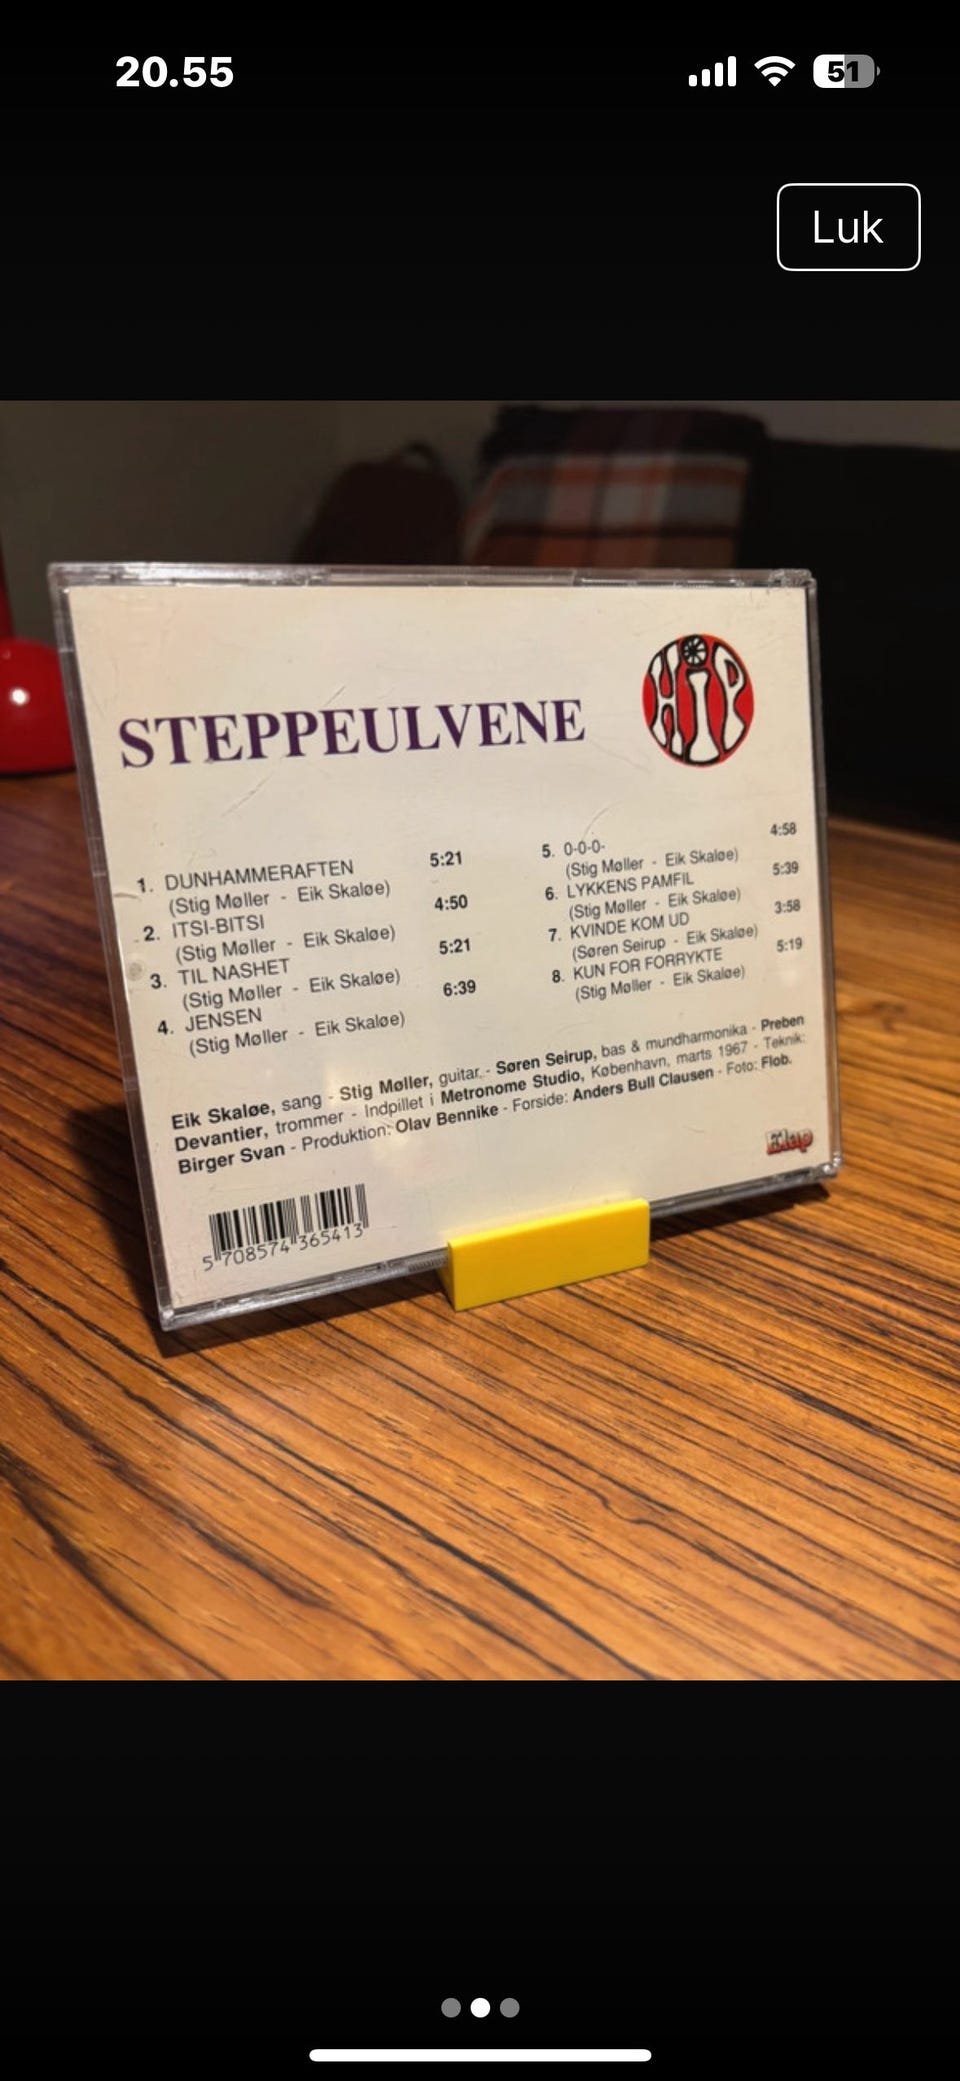 20.55
51
Luk
STEPPEULVENE
HiP
1. DUNHAMMERAFTEN 5:21
(Stig Møller - Eik Skaløe)
2. ITSI-BITSI 4:50
(Stig Møller - Eik Skaløe)
3. TIL NASHET 5:21
(Stig Møller - Eik Skaløe)
4. JENSEN 6:39
(Stig Møller - Eik Skaløe)
5. O-O-O- 4:58
(Stig Møller - Eik Skaløe)
6. LYKKENS PAMFIL 5:39
(Stig Møller - Eik Skaløe)
7. KVINDE KOM UD 3:58
(Søren Seirup - Eik Skaløe)
8. KUN FOR FORRYKTE 5:19
(Stig Møller - Eik Skaløe)
Eik Skaløe, sang - Stig Møller, guitar - Søren Seirup, bas & mundharmonika - Preben
Devantier, trommer - Indpillet i Metronome Studio, København, marts 1967 - Teknik:
Birger Svan - Produktion: Olav Bennike - Forside: Anders Bull Clausen - Foto: Flob.
5 708574 365413